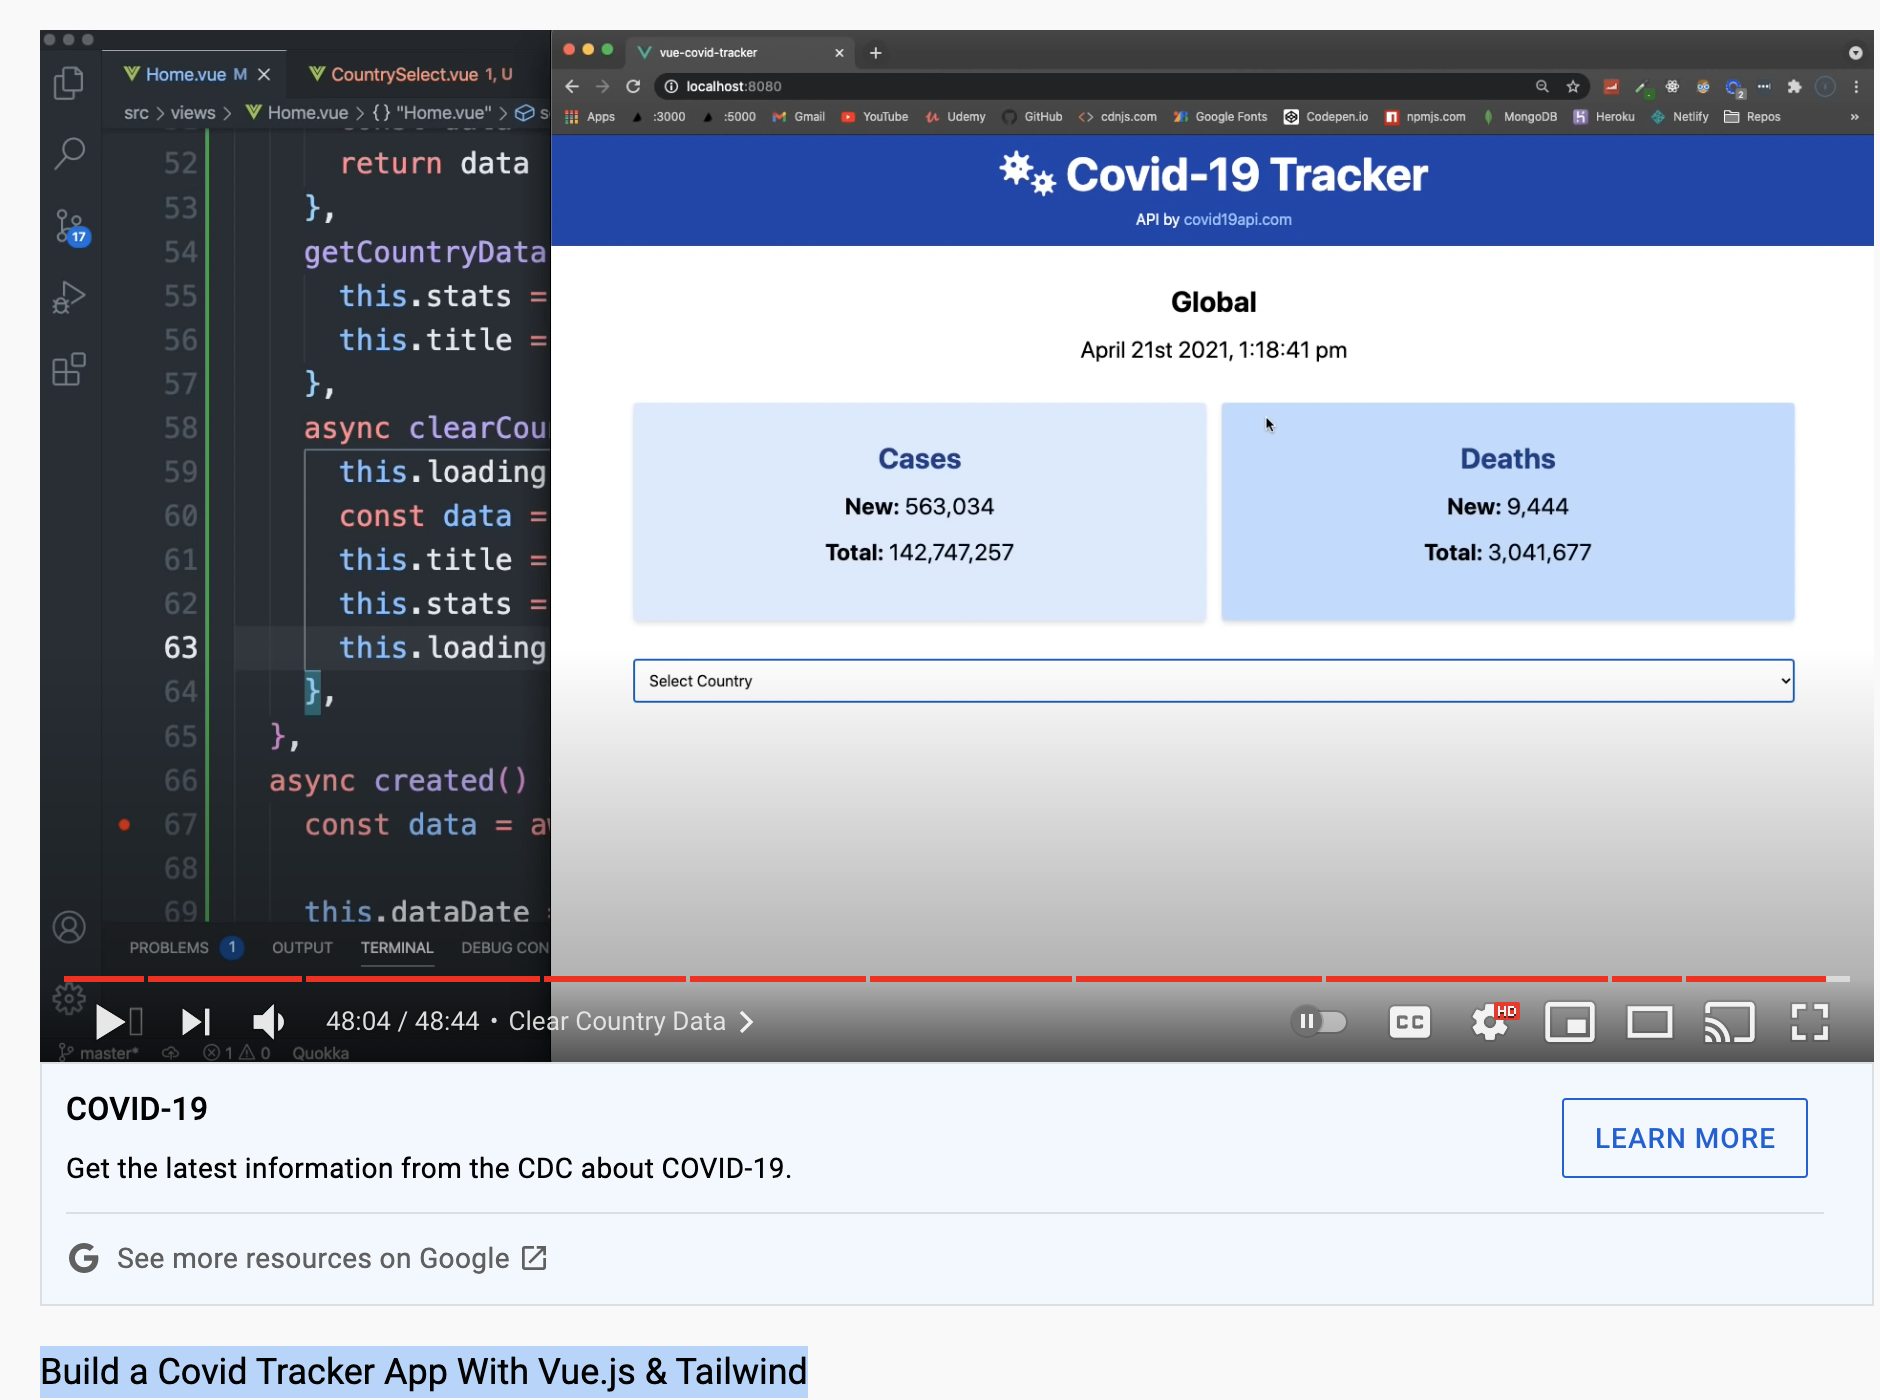 Home.vue M
CountrySelect.vue 1, U
src > views > Home.vue > {} "Home.vue" >
52 return data
53 },
54 getCountryData
55 this.stats =
56 this.title =
57 },
58 async clearCou
59 this.loading
60 const data =
61 this.title =
62 this.stats =
63 this.loading
64 },
65 },
66 async created()
67 const data = aw
68
69 this.dataDate =
PROBLEMS 1 OUTPUT TERMINAL DEBUG CON
17
master* 1 0 Quokka
vue-covid-tracker
localhost:8080
2
Apps :3000 :5000 Gmail YouTube Udemy GitHub cdnjs.com Google Fonts Codepen.io npmjs.com MongoDB Heroku Netlify Repos »
Covid-19 Tracker
API by covid19api.com
Global
April 21st 2021, 1:18:41 pm
Cases
New: 563,034
Total: 142,747,257
Deaths
New: 9,444
Total: 3,041,677
Select Country
48:04 / 48:44 • Clear Country Data
CC
HD
COVID-19
Get the latest information from the CDC about COVID-19.
LEARN MORE
See more resources on Google
Build a Covid Tracker App With Vue.js & Tailwind